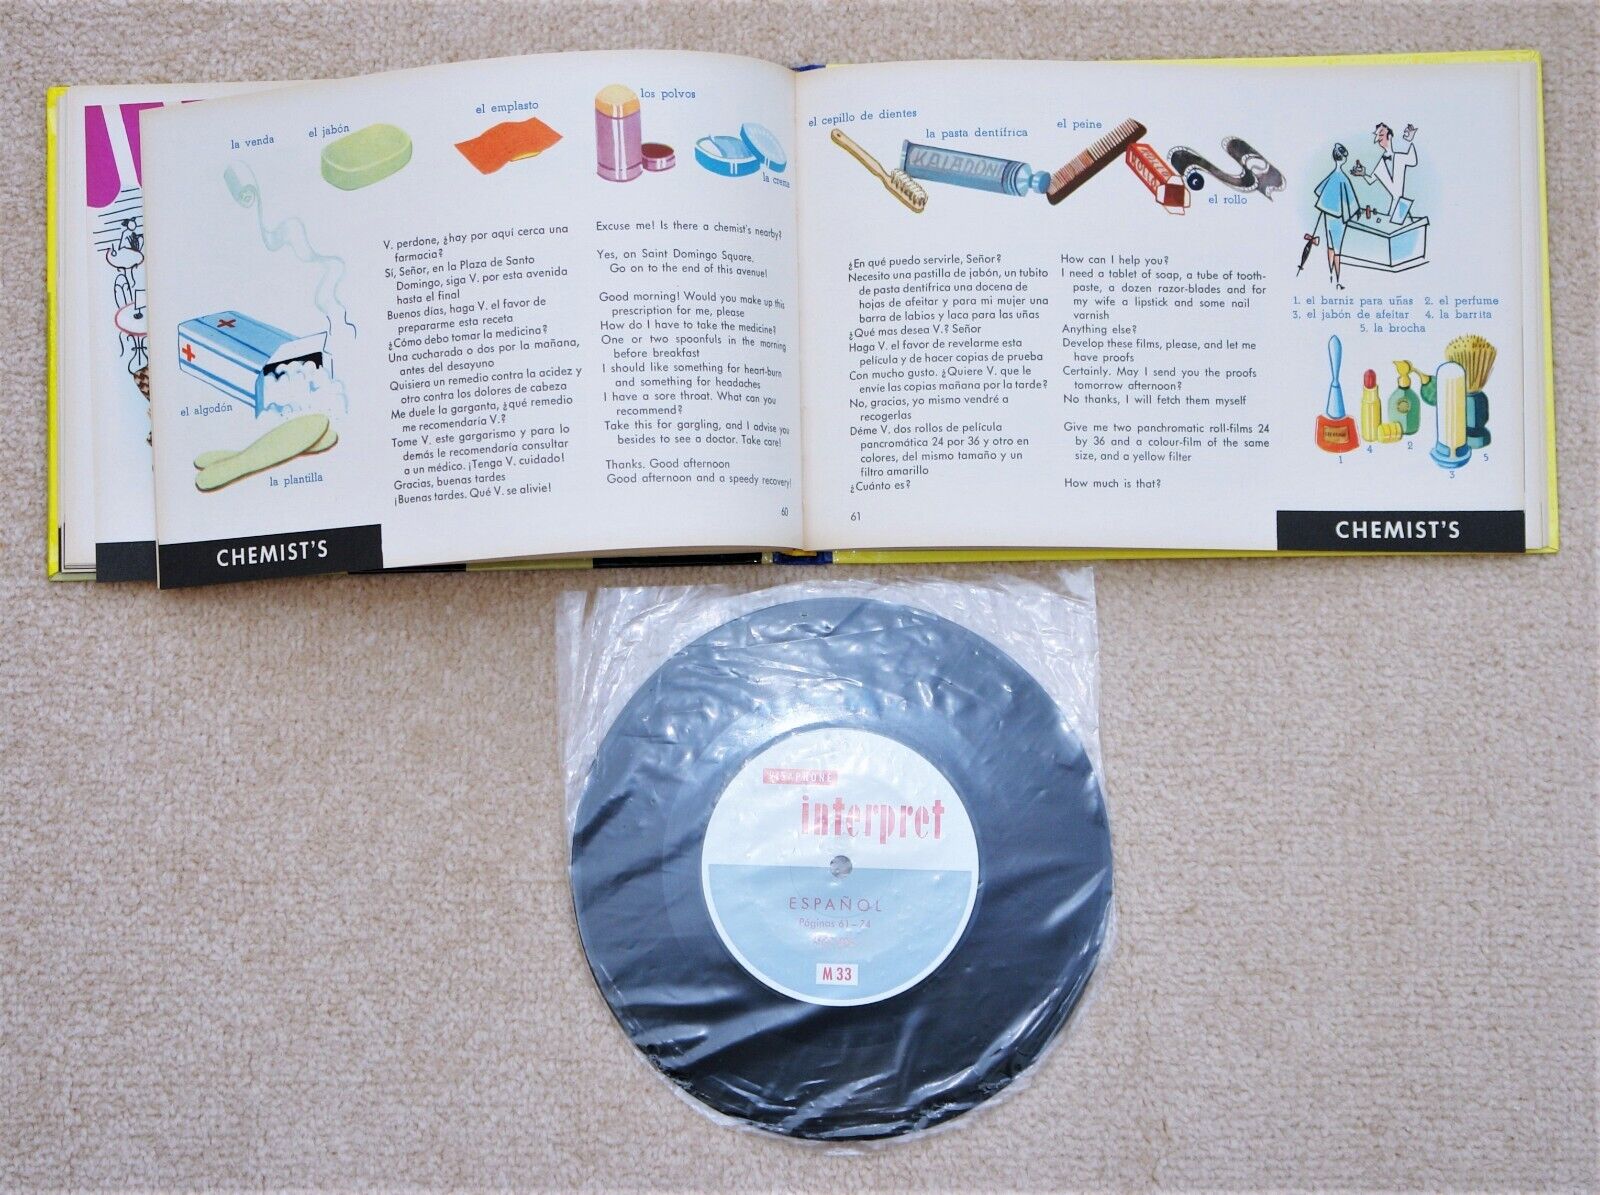 la venda
el jabón
el emplasto
los polvos
la crema
el algodón
la plantilla
V. perdone, ¿hay por aquí cerca una
farmacia?
Sí, Señor, en la Plaza de Santo
Domingo, siga V. por esta avenida
hasta el final
Buenos días, haga V. el favor de
prepararme esta receta
¿Cómo debo tomar la medicina?
Una cucharada o dos por la mañana,
antes del desayuno
Quisiera un remedio contra la acidez y
otro contra los dolores de cabeza
Me duele la garganta, ¿qué remedio
me recomendaría V.?
Tome V. este gargarismo y para lo
demás le recomendaría consultar
a un médico. ¡Tenga V. cuidado!
Gracias, buenas tardes
¡Buenas tardes. Qué V. se alivie!
Excuse me! Is there a chemist's nearby?
Yes, on Saint Domingo Square.
Go on to the end of this avenue!
Good morning! Would you make up this
prescription for me, please
How do I have to take the medicine?
One or two spoonfuls in the morning
before breakfast
I should like something for heart-burn
and something for headaches
I have a sore throat. What can you
recommend?
Take this for gargling, and I advise you
besides to see a doctor. Take care!
Thanks. Good afternoon
Good afternoon and a speedy recovery!
60
CHEMIST'S
el cepillo de dientes
la pasta dentífrica
el peine
KALADONT
ROLLO
el rollo
¿En qué puedo servirle, Señor?
Necesito una pastilla de jabón, un tubito
de pasta dentífrica una docena de
hojas de afeitar y para mi mujer una
barra de labios y laca para las uñas
¿Qué mas desea V.? Señor
Haga V. el favor de revelarme esta
película y de hacer copias de prueba
Con mucho gusto. ¿Quiere V. que le
envíe las copias mañana por la tarde?
No, gracias, yo mismo vendré a
recogerlas
Déme V. dos rollos de película
pancromática 24 por 36 y otro en
colores, del mismo tamaño y un
filtro amarillo
¿Cuánto es?
How can I help you?
I need a tablet of soap, a tube of tooth-
paste, a dozen razor-blades and for
my wife a lipstick and some nail
varnish
Anything else?
Develop these films, please, and let me
have proofs
Certainly. May I send you the proofs
tomorrow afternoon?
No thanks, I will fetch them myself
Give me two panchromatic roll-films 24
by 36 and a colour-film of the same
size, and a yellow filter
How much is that?
1. el barniz para uñas 2. el perfume
3. el jabón de afeitar 4. la barrita
5. la brocha
1
4
2
3
5
61
CHEMIST'S
VISAPHONE
interpret
ESPAÑOL
Páginas 61–74
M 33